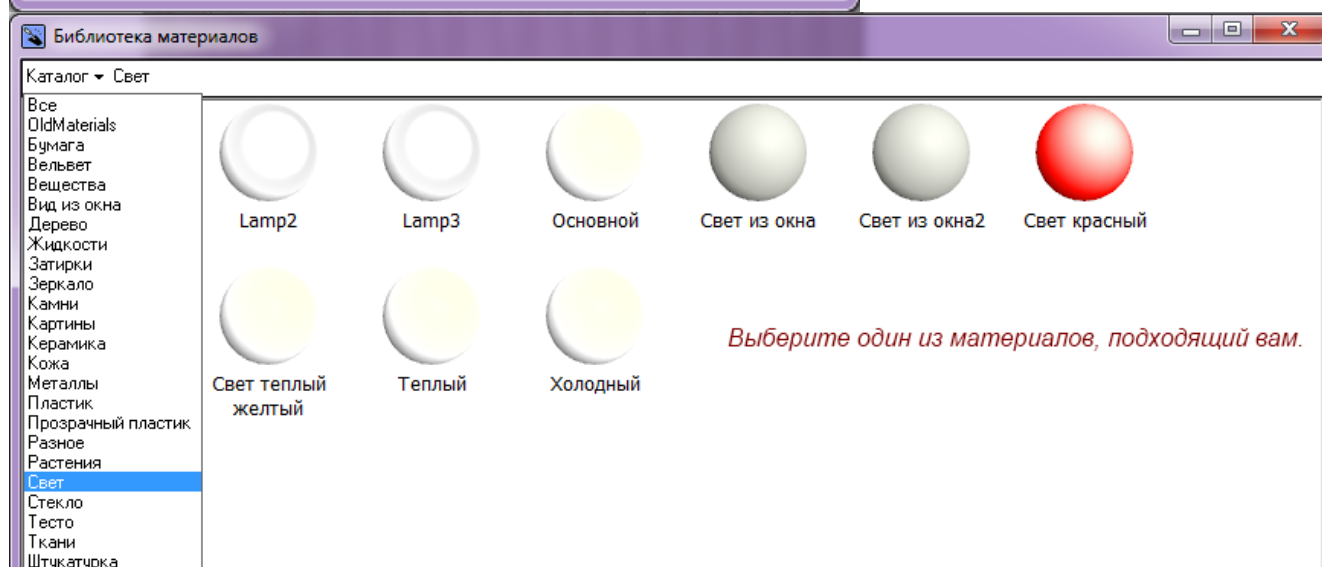 Библиотека материалов
Каталог Свет
Все
OldMaterials
Бумага
Вельвет
Вещества
Вид из окна
Дерево
Жидкости
Затирки
Зеркало
Камни
Картины
Керамика
Кожа
Металлы
Пластик
Прозрачный пластик
Разное
Растения
Свет
Стекло
Тесто
Ткани
Штукатурка
Lamp2 Lamp3 Основной Свет из окна Свет из окна2 Свет красный
Свет теплый Теплый Холодный
желтый
Выберите один из материалов, подходящий вам.